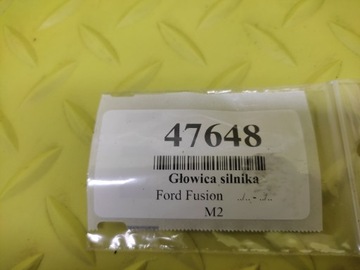 47648
Głowica silnika
Ford Fusion ../.. - ../..
M2